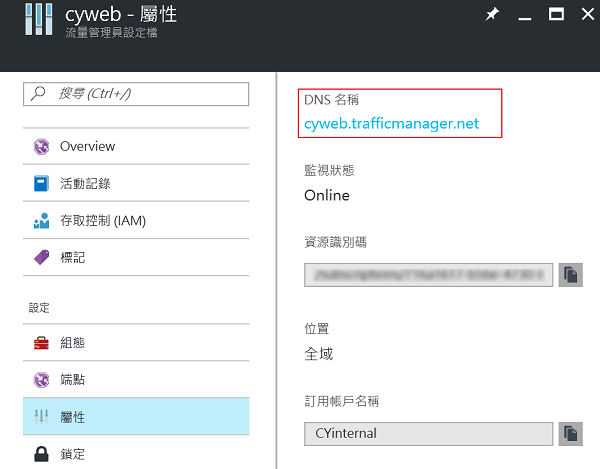 cyweb - 屬性
流量管理員設定檔
搜尋 (Ctrl+/)
Overview
活動記錄
存取控制 (IAM)
標記
設定
組態
端點
屬性
鎖定
DNS 名稱
cyweb.trafficmanager.net
監視狀態
Online
資源識別碼
位置
全域
訂用帳戶名稱
CYinternal